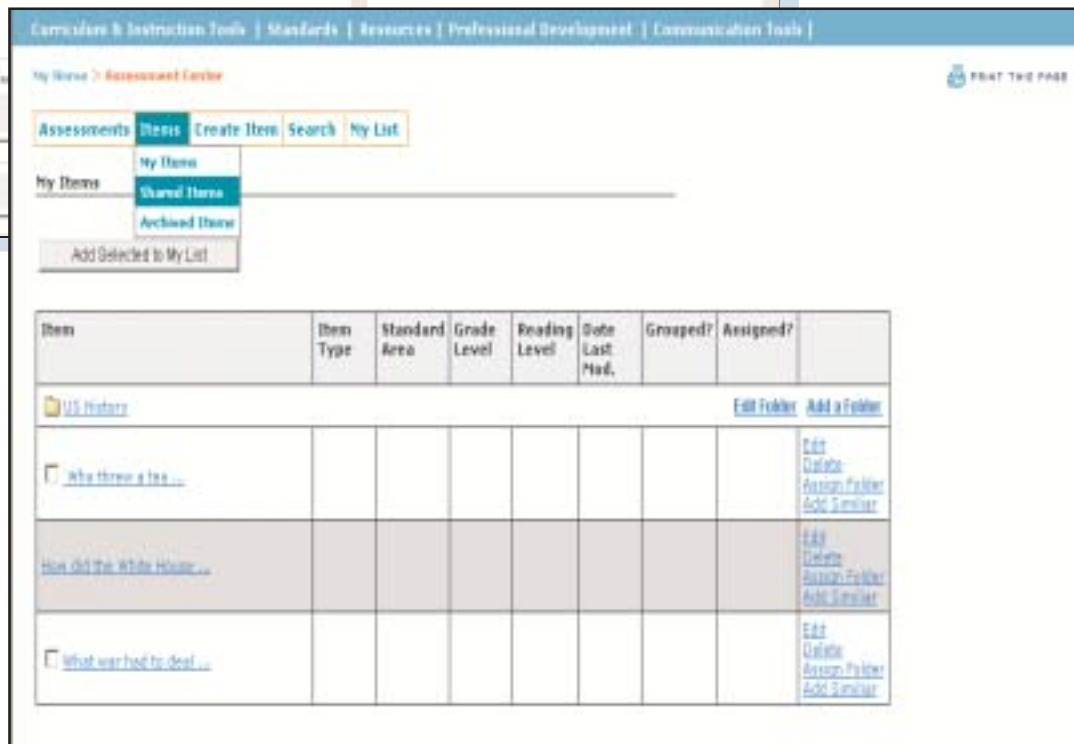 Curriculum & Instruction Tools | Standards | Resources | Professional Development | Communication Tools |
My Home > Assessment Center
PRINT THIS PAGE
Assessments Items Create Item Search My List
My Items
Shared Items
Archived Items
My Items
Add Selected to My List
Item Item Type Standard Area Grade Level Reading Level Date Last Mod. Grouped? Assigned?
US History Edit Folder Add a Folder
Who threw a tea ...
Edit
Delete
Assign Folder
Add Similiar
How did the White House ...
Edit
Delete
Assign Folder
Add Similiar
What war had to deal ...
Edit
Delete
Assign Folder
Add Similiar